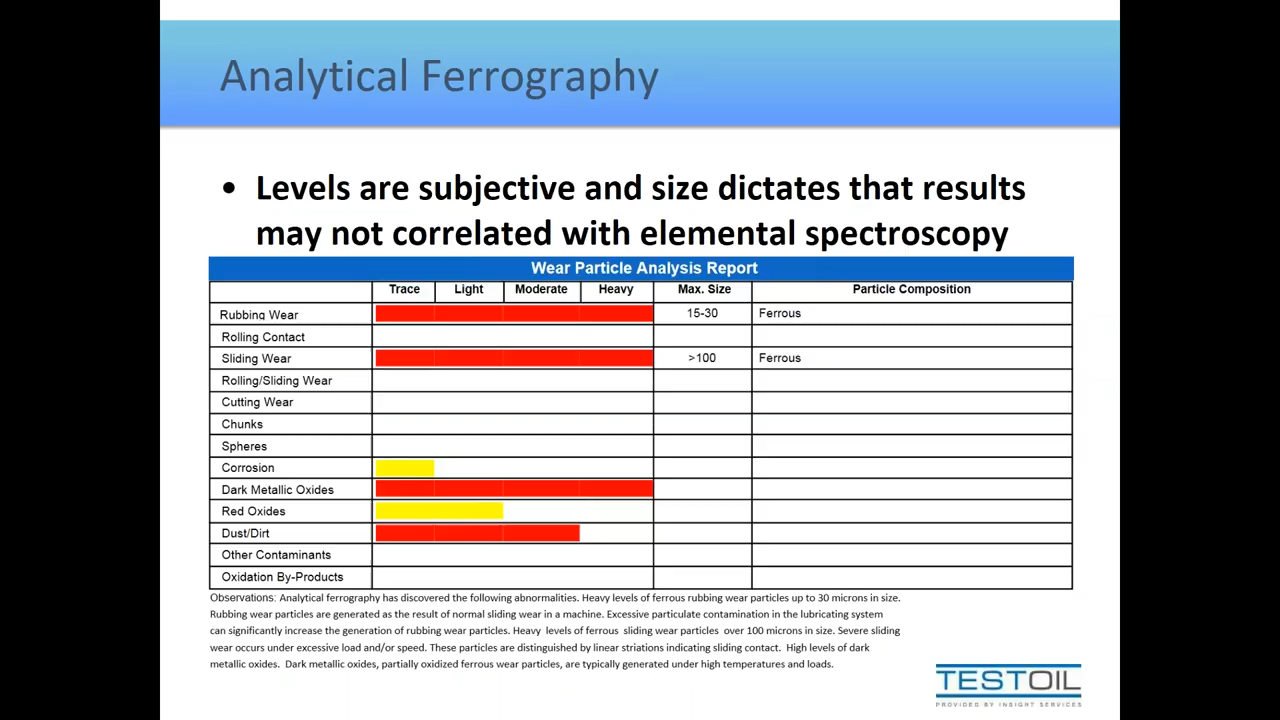 Analytical Ferrography
• Levels are subjective and size dictates that results
may not correlated with elemental spectroscopy
Wear Particle Analysis Report
Trace Light Moderate Heavy Max. Size Particle Composition
Rubbing Wear 15-30 Ferrous
Rolling Contact
Sliding Wear >100 Ferrous
Rolling/Sliding Wear
Cutting Wear
Chunks
Spheres
Corrosion
Dark Metallic Oxides
Red Oxides
Dust/Dirt
Other Contaminants
Oxidation By-Products
Observations: Analytical ferrography has discovered the following abnormalities. Heavy levels of ferrous rubbing wear particles up to 30 microns in size.
Rubbing wear particles are generated as the result of normal sliding wear in a machine. Excessive particulate contamination in the lubricating system
can significantly increase the generation of rubbing wear particles. Heavy levels of ferrous sliding wear particles over 100 microns in size. Severe sliding
wear occurs under excessive load and/or speed. These particles are distinguished by linear striations indicating sliding contact. High levels of dark
metallic oxides. Dark metallic oxides, partially oxidized ferrous wear particles, are typically generated under high temperatures and loads.
TESTOIL
PROVIDED BY INSIGHT SERVICES